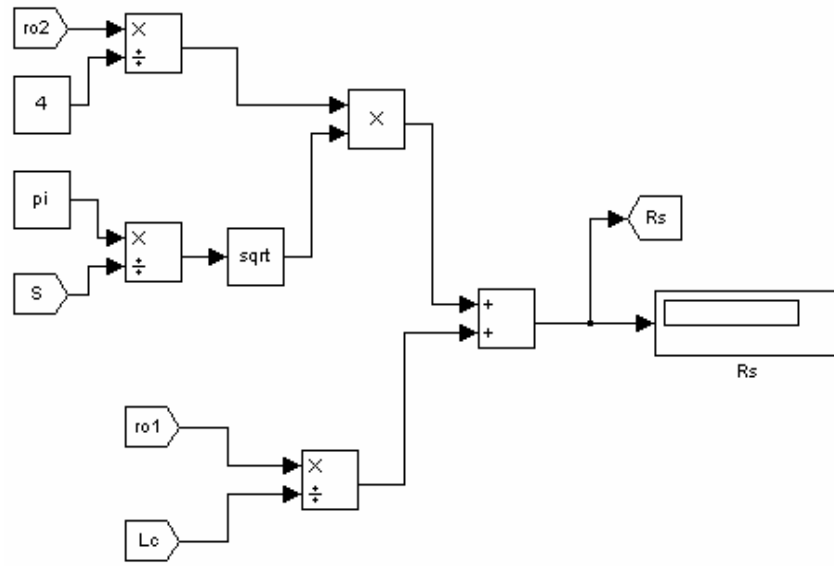 ro2
×
÷
4
×
pi
×
÷
sqrt
S
Rs
+
+
Rs
ro1
×
÷
Lc